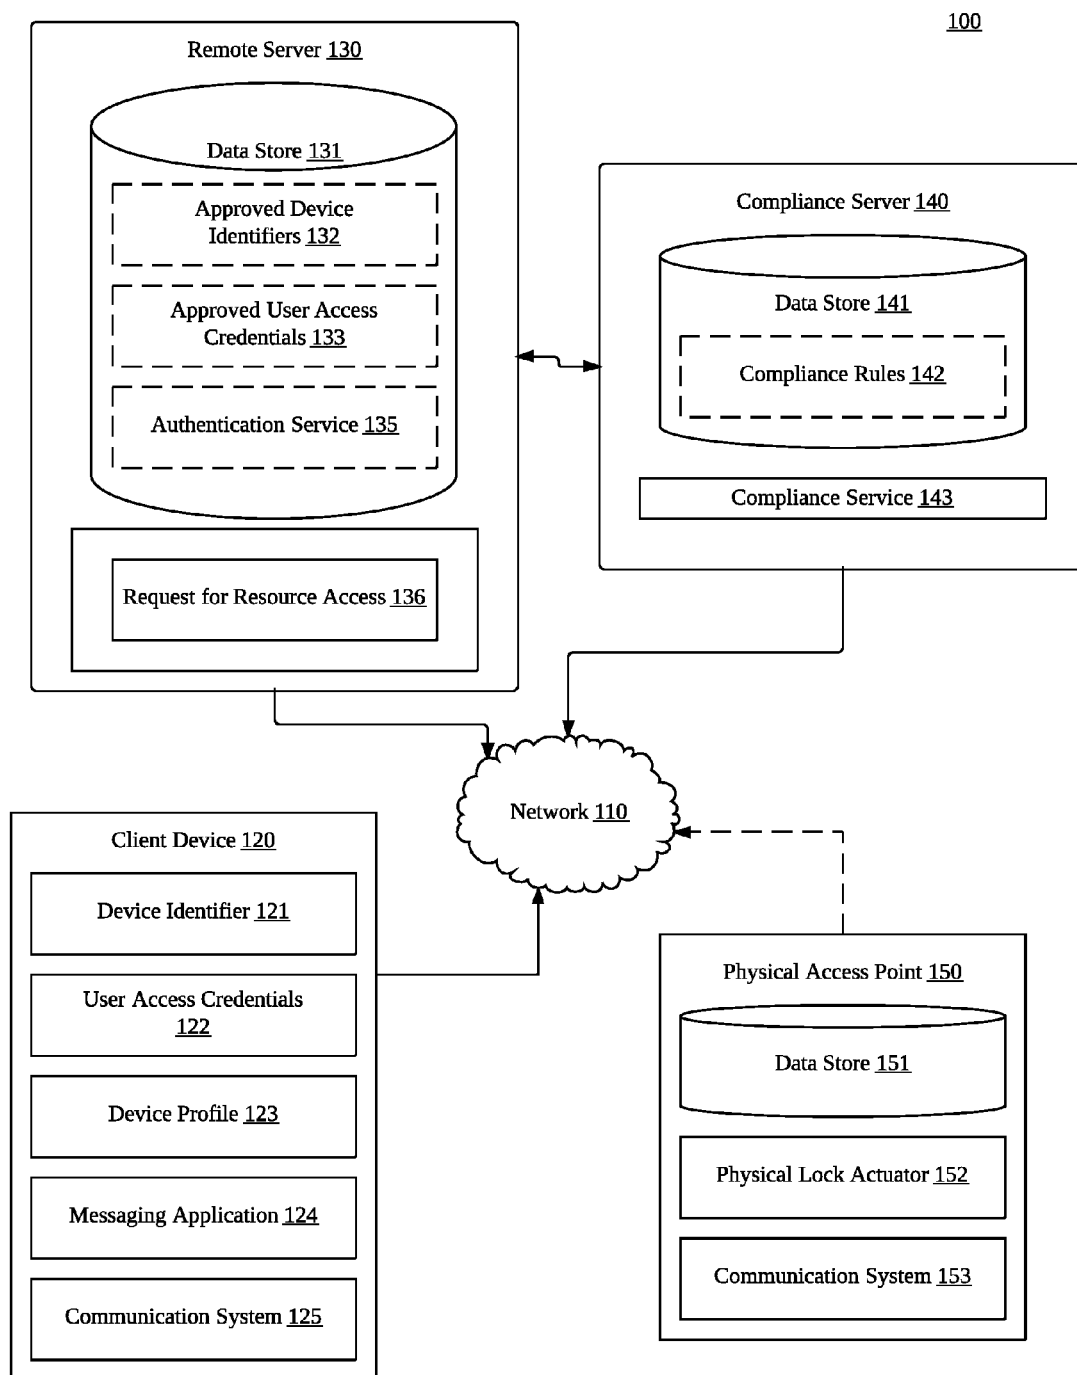 100
Remote Server 130
Data Store 131
Approved Device
Identifiers 132
Approved User Access
Credentials 133
Authentication Service 135
Request for Resource Access 136
Compliance Server 140
Data Store 141
Compliance Rules 142
Compliance Service 143
Network 110
Client Device 120
Device Identifier 121
User Access Credentials
122
Device Profile 123
Messaging Application 124
Communication System 125
Physical Access Point 150
Data Store 151
Physical Lock Actuator 152
Communication System 153